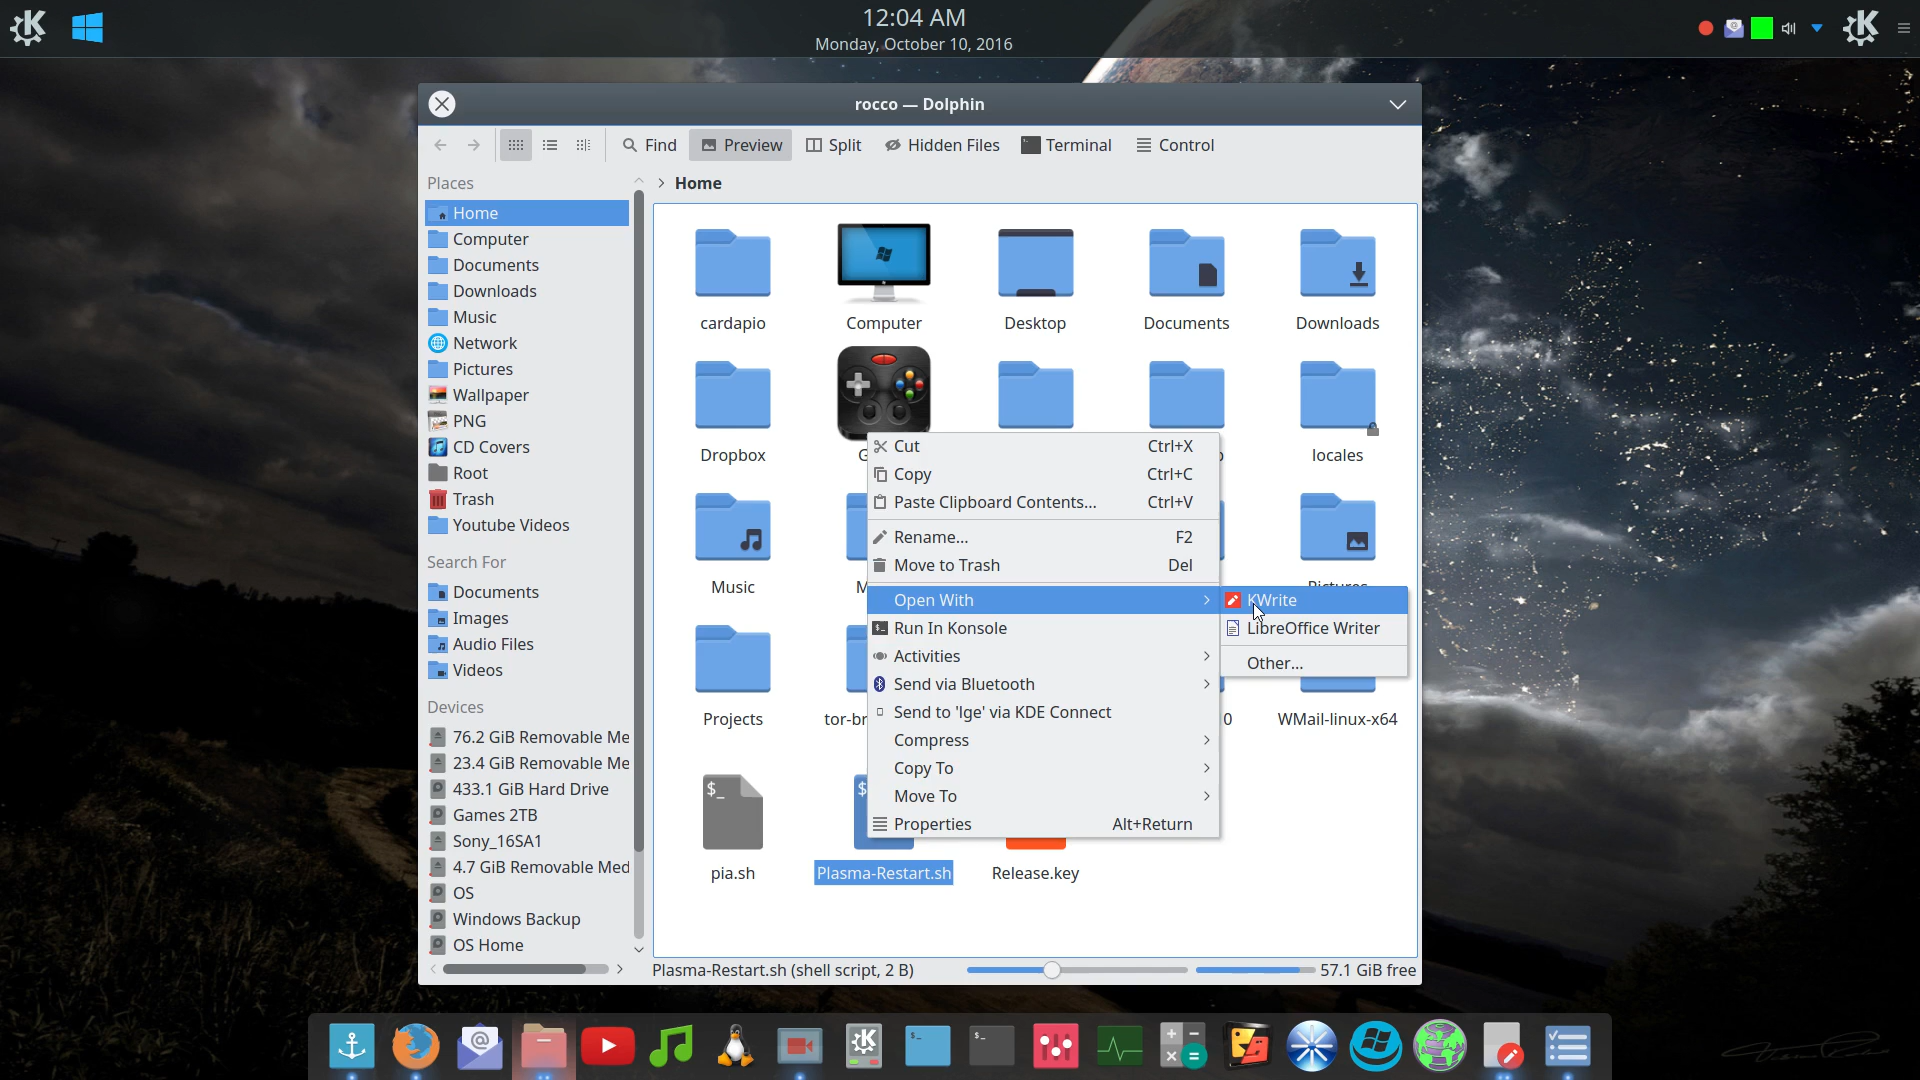 12:04 AM
Monday, October 10, 2016
rocco — Dolphin
Find
Preview
Split
Hidden Files
Terminal
Control
Places
Home
Computer
Documents
Downloads
Music
Network
Pictures
Wallpaper
PNG
CD Covers
Root
Trash
Youtube Videos
Search For
Documents
Images
Audio Files
Videos
Devices
76.2 GiB Removable Me
23.4 GiB Removable Me
433.1 GiB Hard Drive
Games 2TB
Sony_16SA1
4.7 GiB Removable Med
OS
Windows Backup
OS Home
> Home
cardapio
Computer
Desktop
Documents
Downloads
Dropbox
locales
Music
Pictures
Projects
tor-br
0
WMail-linux-x64
pia.sh
Plasma-Restart.sh
Release.key
Cut Ctrl+X
Copy Ctrl+C
Paste Clipboard Contents... Ctrl+V
Rename... F2
Move to Trash Del
Open With
Run In Konsole
Activities
Send via Bluetooth
Send to 'lge' via KDE Connect
Compress
Copy To
Move To
Properties Alt+Return
KWrite
LibreOffice Writer
Other...
Plasma-Restart.sh (shell script, 2 B)
57.1 GiB free